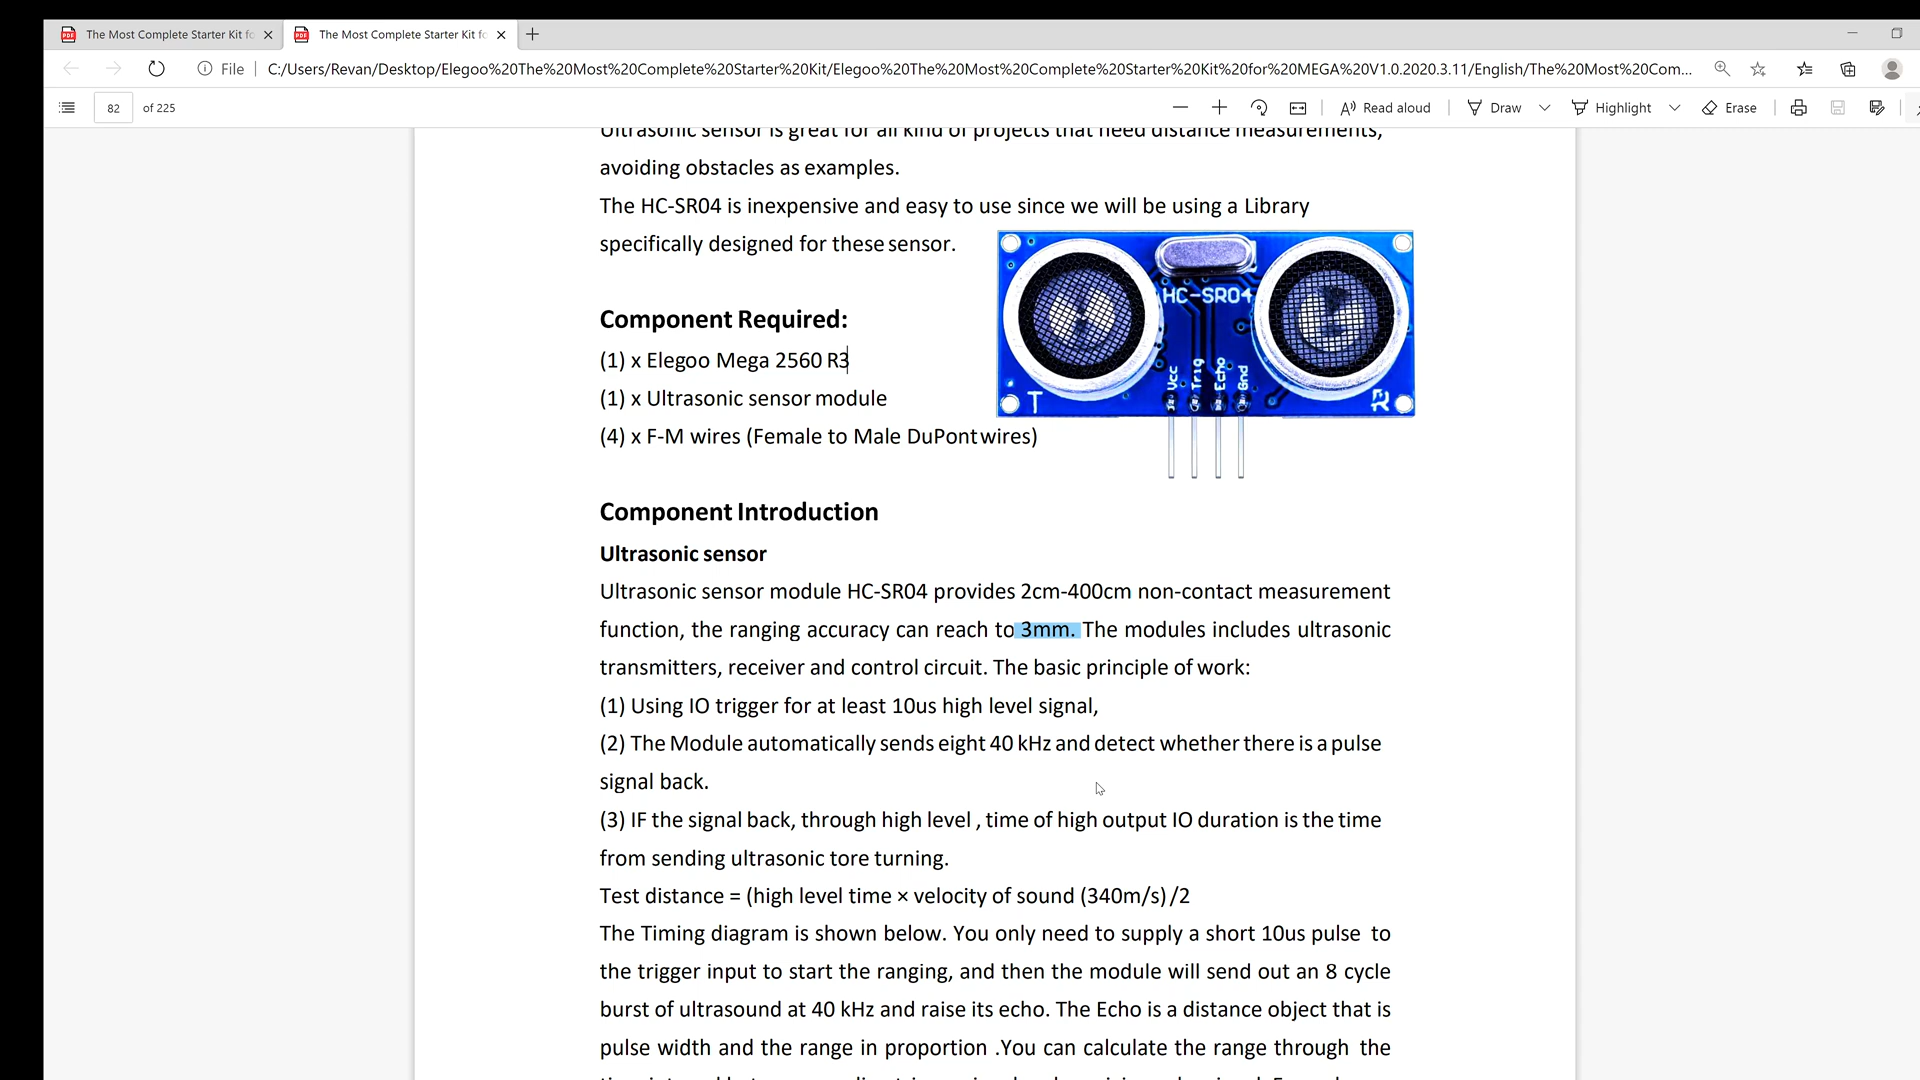 The Most Complete Starter Kit fo
The Most Complete Starter Kit fo
File
C:/Users/Revan/Desktop/Elegoo%20The%20Most%20Complete%20Starter%20Kit/Elegoo%20The%20Most%20Complete%20Starter%20Kit%20for%20MEGA%20V1.0.2020.3.11/English/The%20Most%20Com...
82 of 225
Read aloud
Draw
Highlight
Erase
Ultrasonic sensor is great for all kind of projects that need distance measurements,
avoiding obstacles as examples.
The HC-SR04 is inexpensive and easy to use since we will be using a Library
specifically designed for these sensor.
HC-SR04
Vcc
Trig
Echo
Gnd
T
R
Component Required:
(1) x Elegoo Mega 2560 R3
(1) x Ultrasonic sensor module
(4) x F-M wires (Female to Male DuPont wires)
Component Introduction
Ultrasonic sensor
Ultrasonic sensor module HC-SR04 provides 2cm-400cm non-contact measurement
function, the ranging accuracy can reach to 3mm. The modules includes ultrasonic
transmitters, receiver and control circuit. The basic principle of work:
(1) Using IO trigger for at least 10us high level signal,
(2) The Module automatically sends eight 40 kHz and detect whether there is a pulse
signal back.
(3) IF the signal back, through high level , time of high output IO duration is the time
from sending ultrasonic tore turning.
Test distance = (high level time × velocity of sound (340m/s) /2
The Timing diagram is shown below. You only need to supply a short 10us pulse to
the trigger input to start the ranging, and then the module will send out an 8 cycle
burst of ultrasound at 40 kHz and raise its echo. The Echo is a distance object that is
pulse width and the range in proportion .You can calculate the range through the